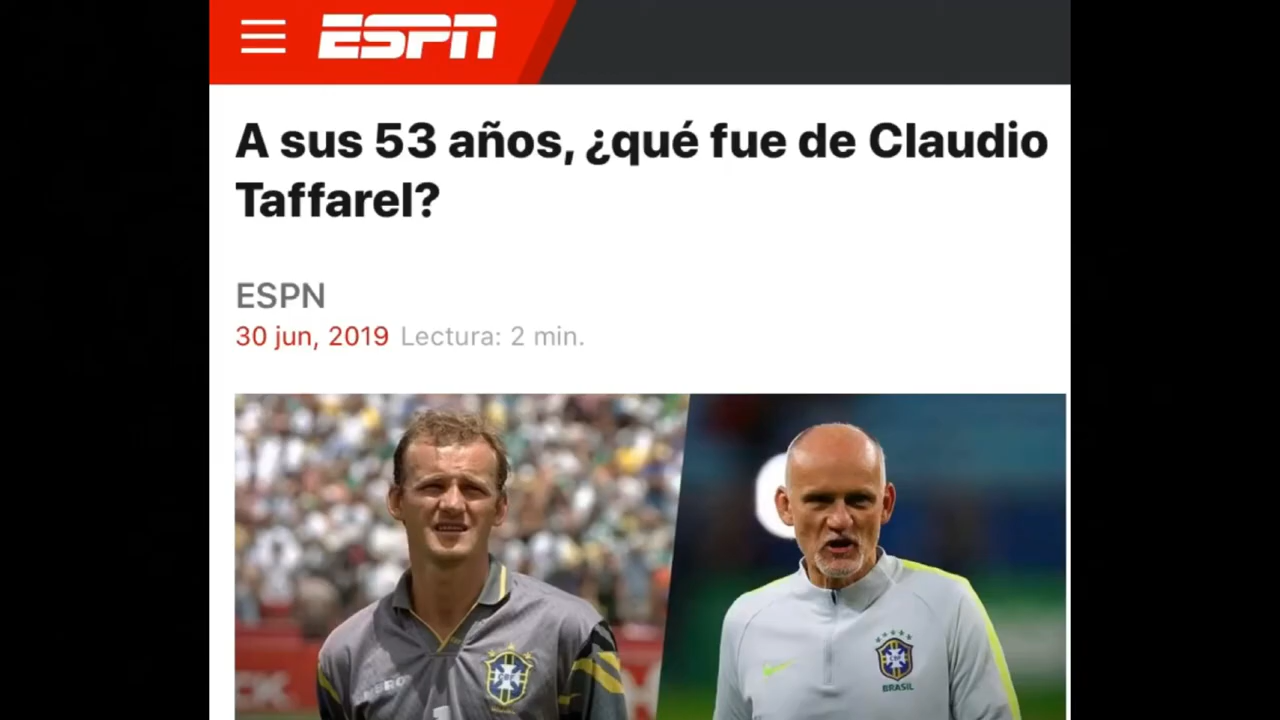 ESPN
A sus 53 años, ¿qué fue de Claudio
Taffarel?
ESPN
30 jun, 2019 Lectura: 2 min.
BRASIL